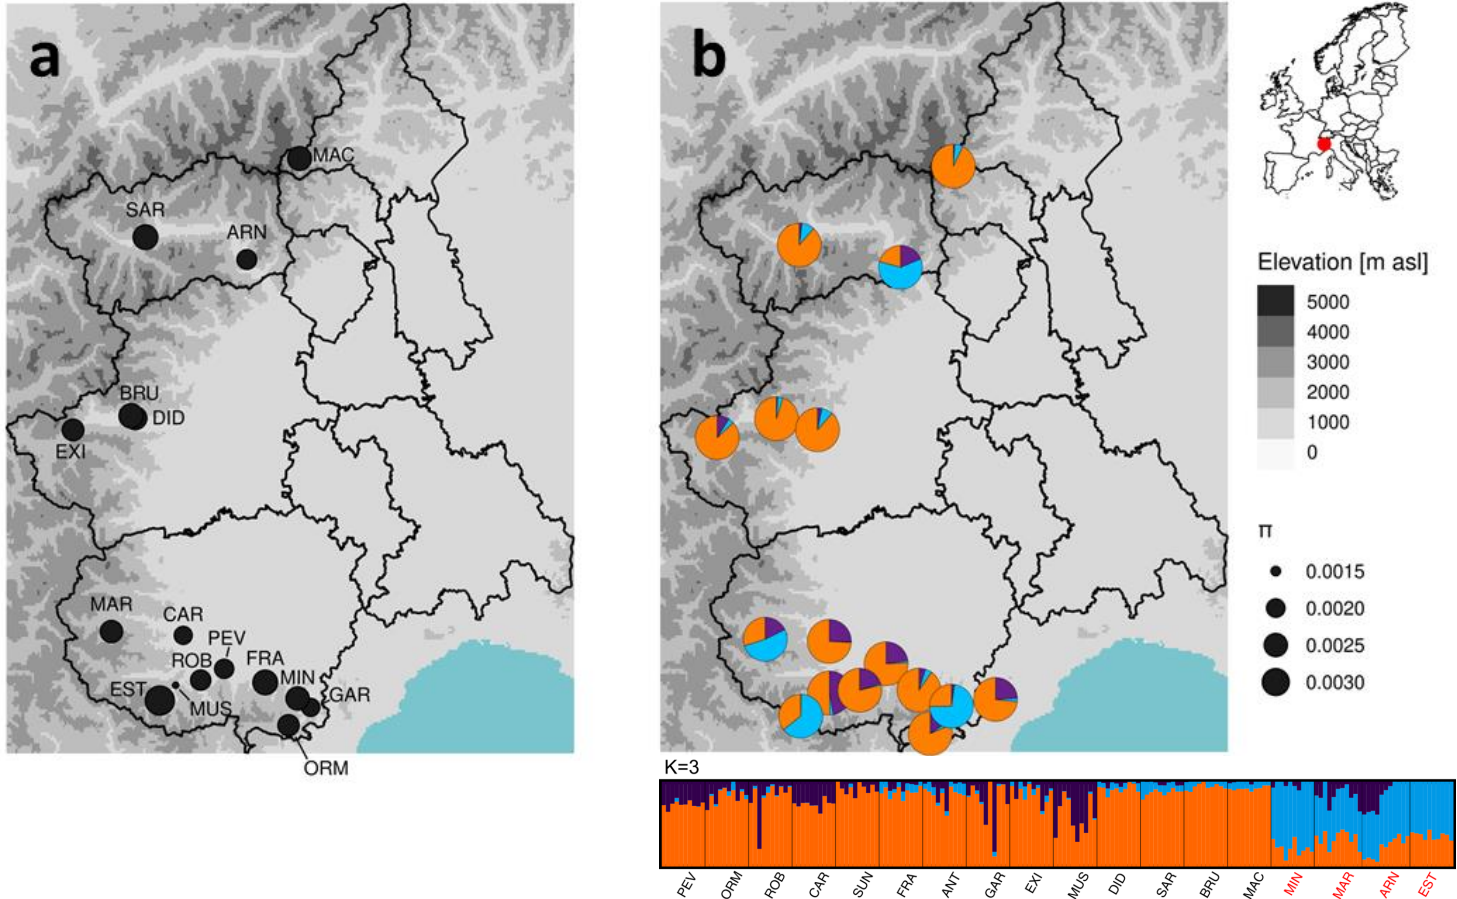 a
MAC
SAR
ARN
BRU
DID
EXI
MAR
CAR
PEV
ROB
FRA
MIN
EST
MUS
GAR
ORM
b
Elevation [m asl]
5000
4000
3000
2000
1000
0
π
0.0015
0.0020
0.0025
0.0030
K=3
PEV ORM ROB CAR SUN FRA ANT GAR EXI MUS DID SAR BRU MAC MIN MAR ARN EST